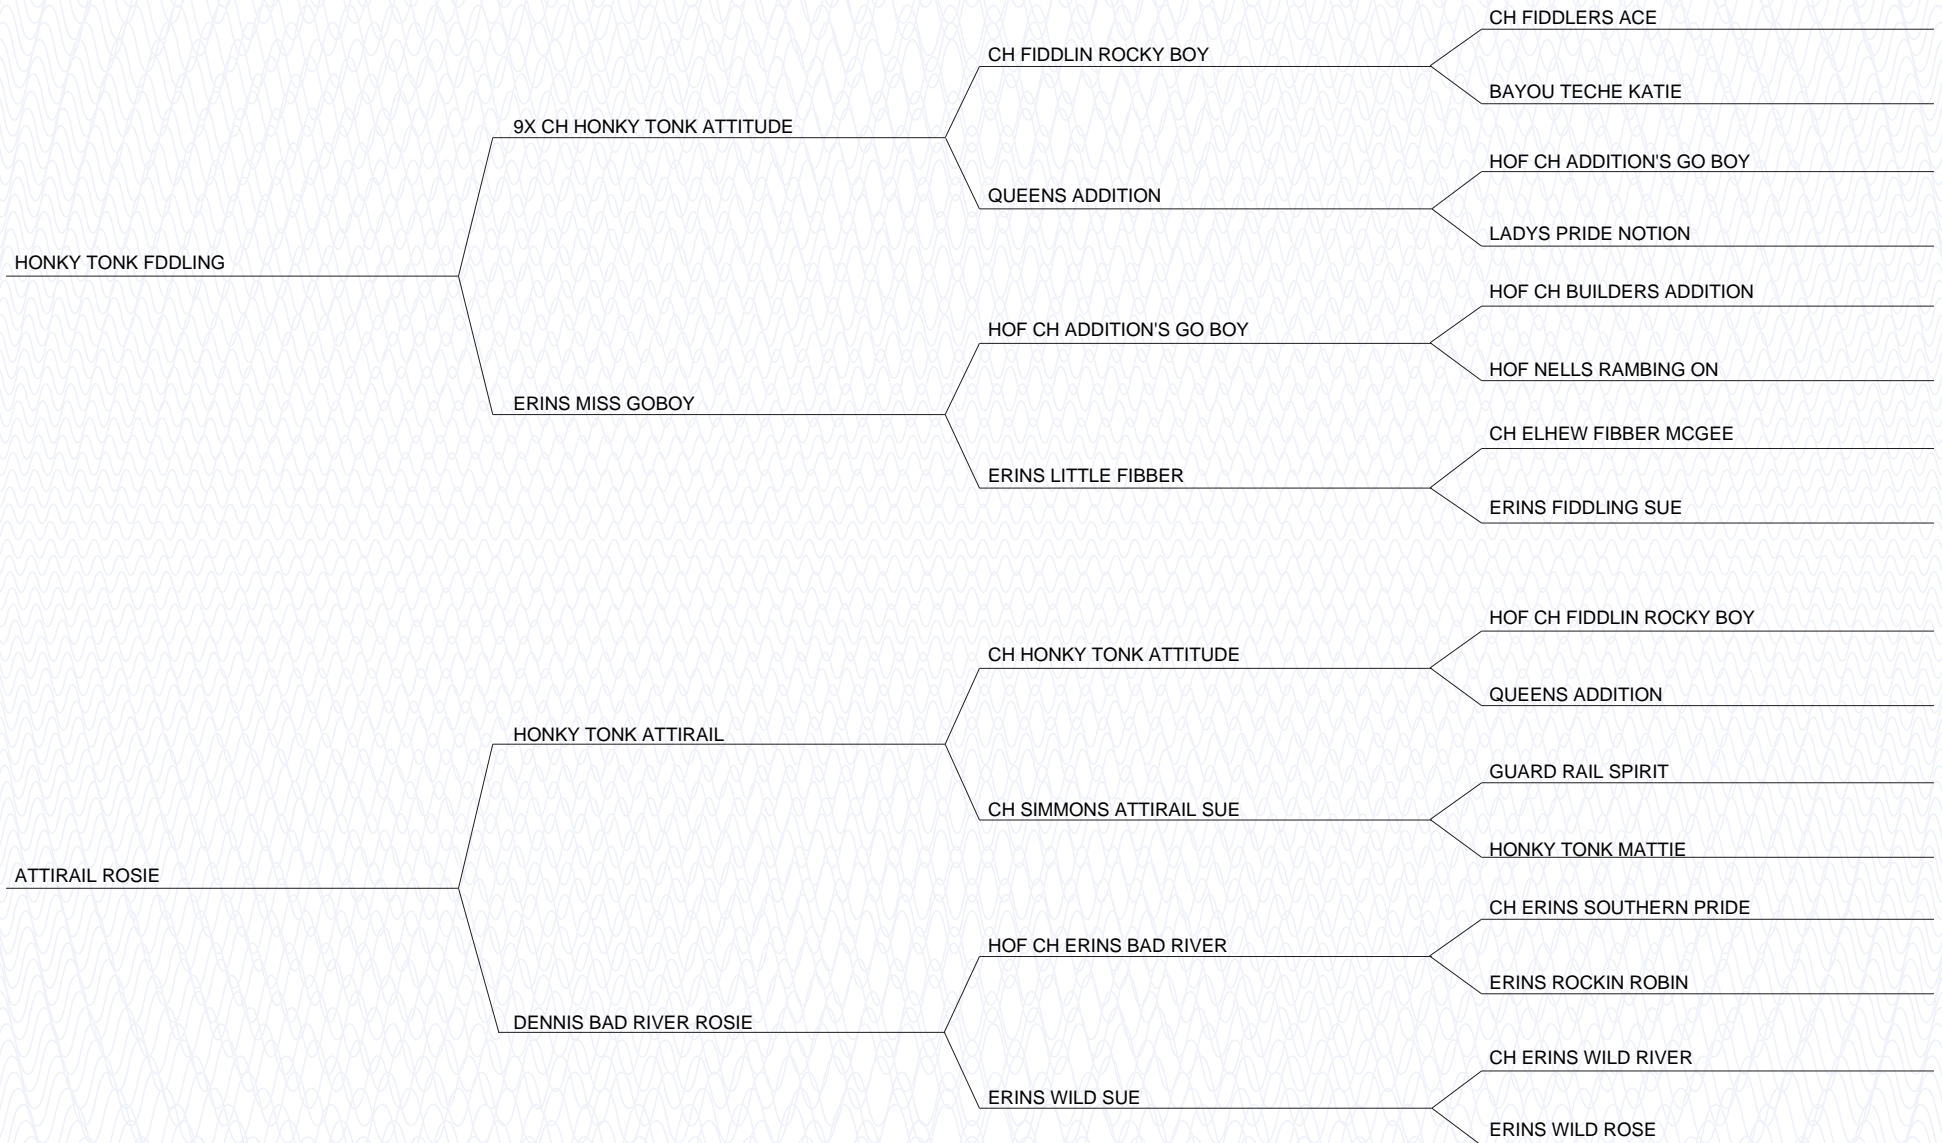 CH FIDDLERS ACE
CH FIDDLIN ROCKY BOY
BAYOU TECHE KATIE
9X CH HONKY TONK ATTITUDE
HOF CH ADDITION'S GO BOY
QUEENS ADDITION
LADYS PRIDE NOTION
HONKY TONK FDDLING
HOF CH BUILDERS ADDITION
HOF CH ADDITION'S GO BOY
HOF NELLS RAMBING ON
ERINS MISS GOBOY
CH ELHEW FIBBER MCGEE
ERINS LITTLE FIBBER
ERINS FIDDLING SUE
HOF CH FIDDLIN ROCKY BOY
CH HONKY TONK ATTITUDE
QUEENS ADDITION
HONKY TONK ATTIRAIL
GUARD RAIL SPIRIT
CH SIMMONS ATTIRAIL SUE
HONKY TONK MATTIE
ATTIRAIL ROSIE
CH ERINS SOUTHERN PRIDE
HOF CH ERINS BAD RIVER
ERINS ROCKIN ROBIN
DENNIS BAD RIVER ROSIE
CH ERINS WILD RIVER
ERINS WILD SUE
ERINS WILD ROSE